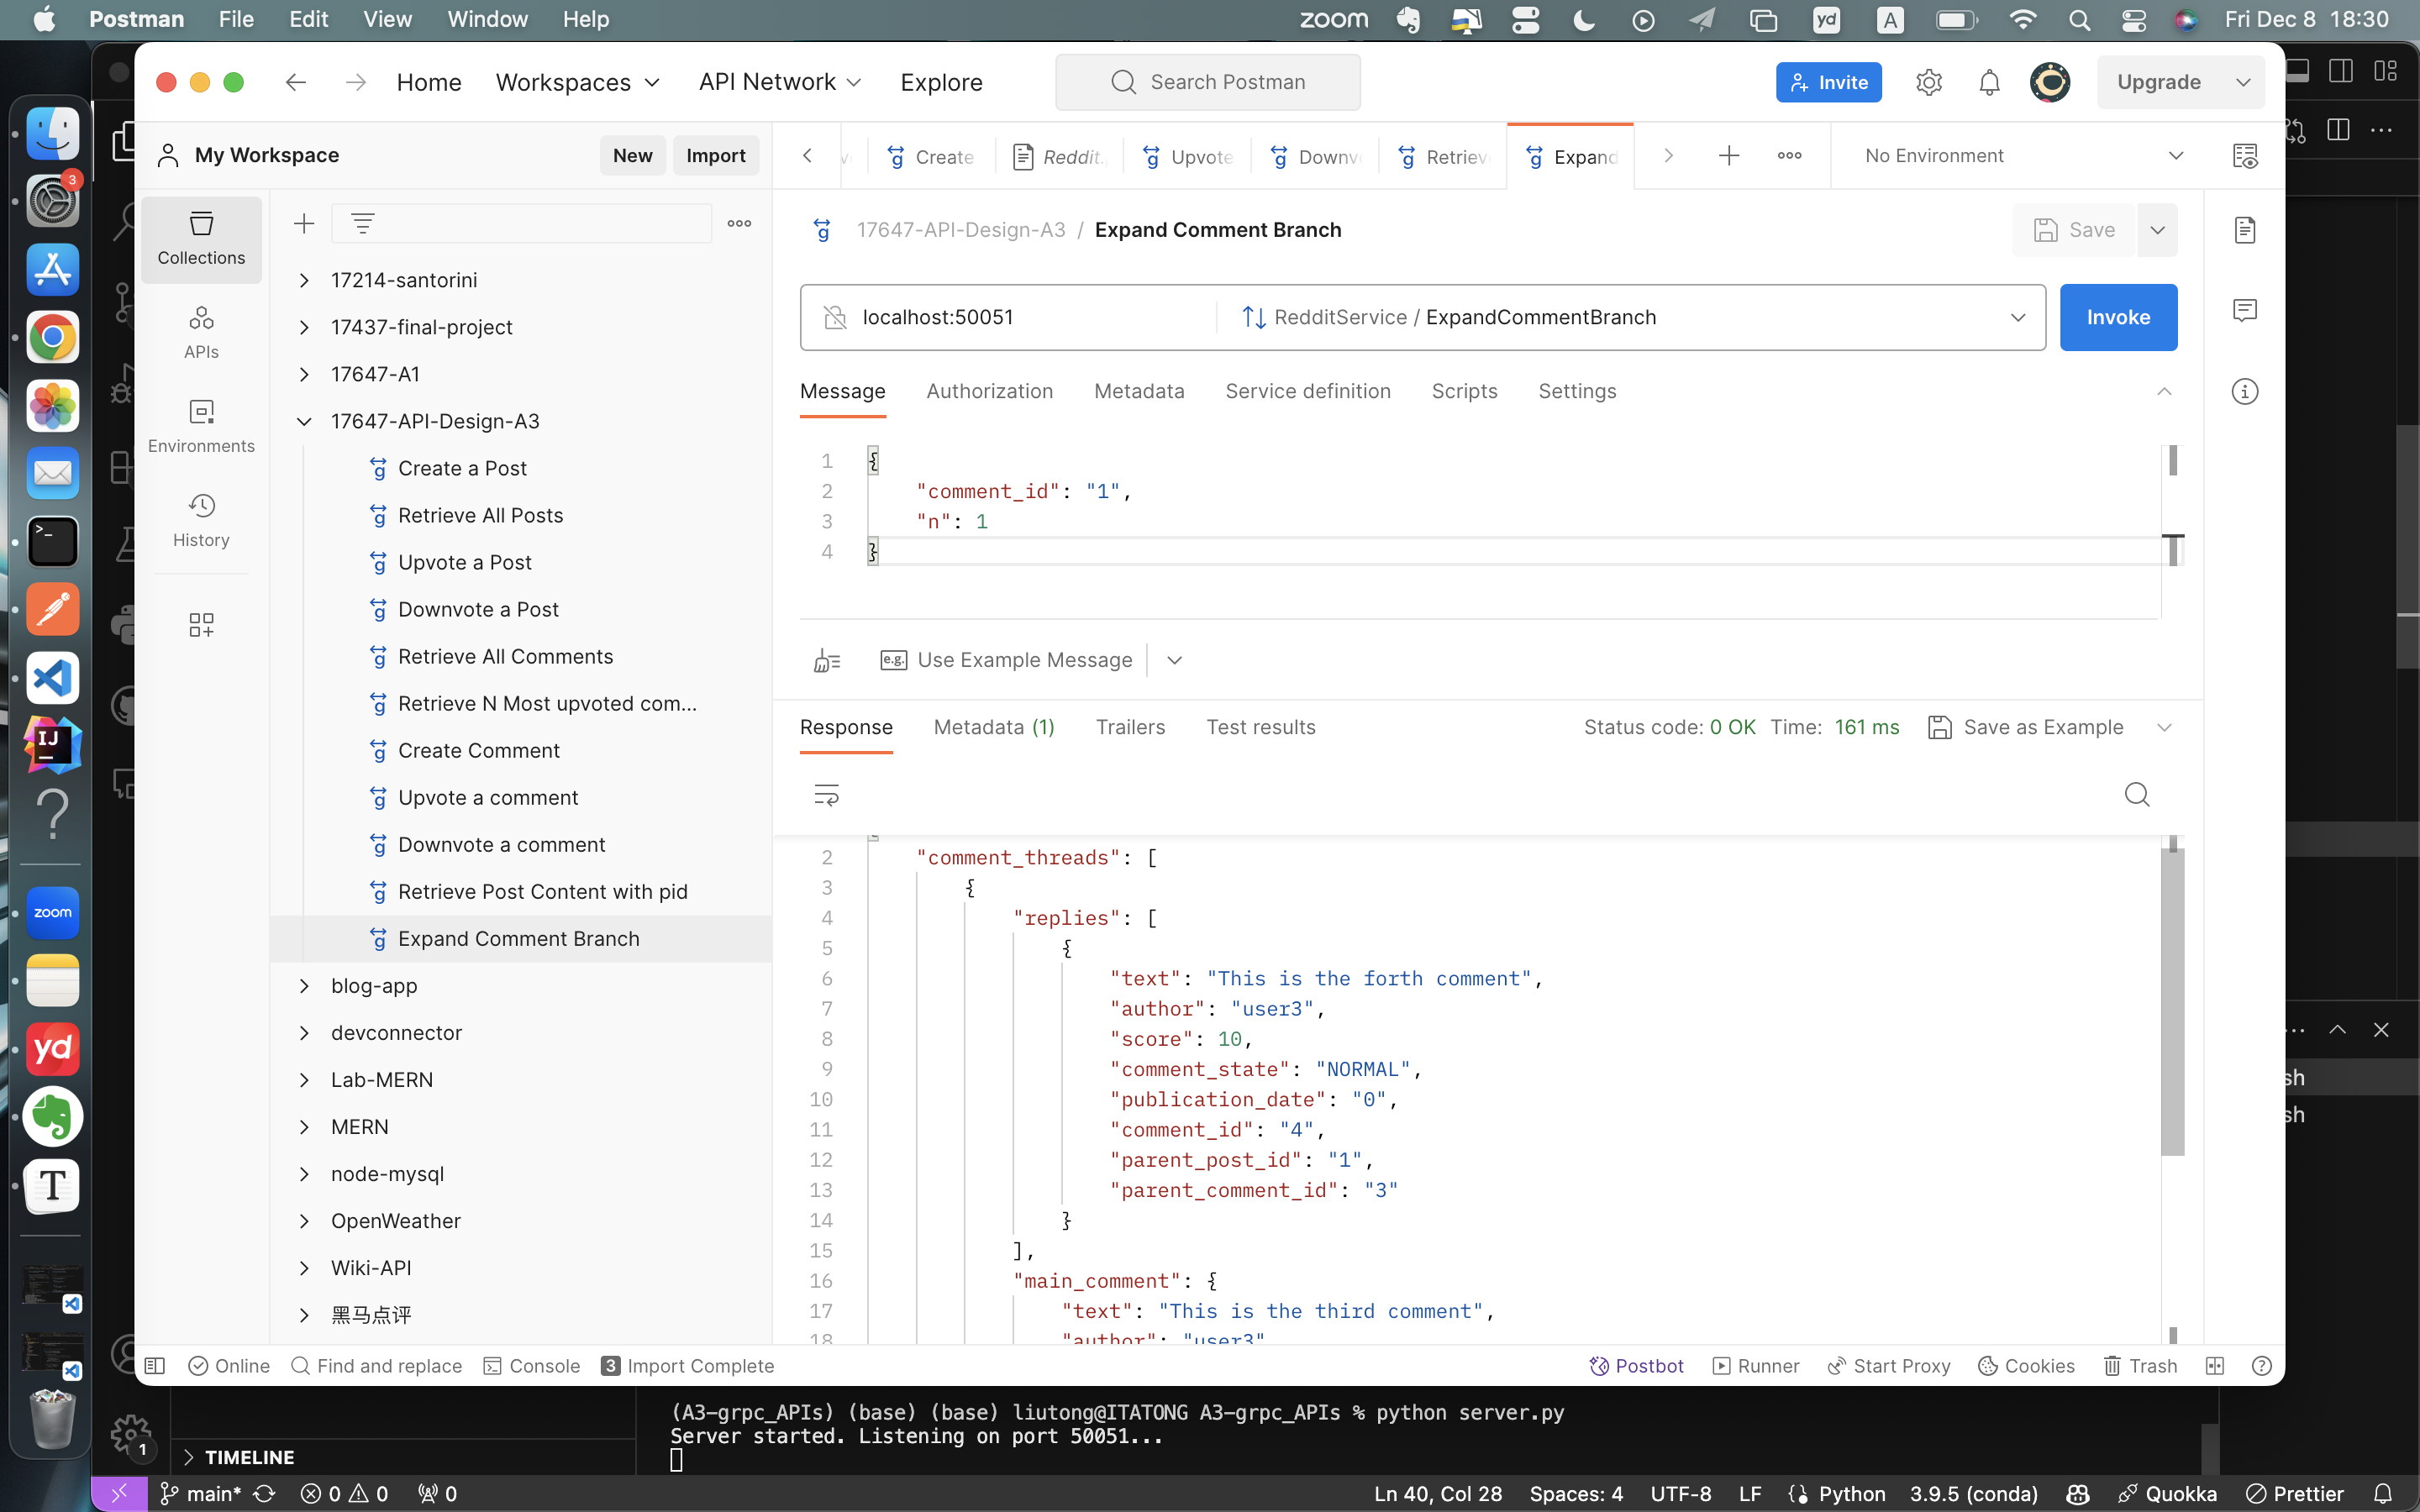 Postman File Edit View Window Help zoom yd A Fri Dec 8 18:30
Home Workspaces API Network Explore Search Postman Invite Upgrade
My Workspace New Import Create Reddit. Upvote Downv Retriev Expand No Environment
Collections
APIs
Environments
History
17214-santorini
17437-final-project
17647-A1
17647-API-Design-A3
Create a Post
Retrieve All Posts
Upvote a Post
Downvote a Post
Retrieve All Comments
Retrieve N Most upvoted com...
Create Comment
Upvote a comment
Downvote a comment
Retrieve Post Content with pid
Expand Comment Branch
blog-app
devconnector
Lab-MERN
MERN
node-mysql
OpenWeather
Wiki-API
黑马点评
17647-API-Design-A3 / Expand Comment Branch Save
localhost:50051 RedditService / ExpandCommentBranch Invoke
Message Authorization Metadata Service definition Scripts Settings
1 {
2 "comment_id": "1",
3 "n": 1
4 }
e.g. Use Example Message
Response Metadata (1) Trailers Test results Status code: 0 OK Time: 161 ms Save as Example
2 "comment_threads": [
3 {
4 "replies": [
5 {
6 "text": "This is the forth comment",
7 "author": "user3",
8 "score": 10,
9 "comment_state": "NORMAL",
10 "publication_date": "0",
11 "comment_id": "4",
12 "parent_post_id": "1",
13 "parent_comment_id": "3"
14 }
15 ],
16 "main_comment": {
17 "text": "This is the third comment",
18 "author": "user3"
Online Find and replace Console 3 Import Complete Postbot Runner Start Proxy Cookies Trash
3
IJ
zoom
yd
T
sh
sh
(A3-grpc_APIs) (base) (base) liutong@ITATONG A3-grpc_APIs % python server.py
Server started. Listening on port 50051...
1
TIMELINE
main* 0 0 0 Ln 40, Col 28 Spaces: 4 UTF-8 LF Python 3.9.5 (conda) Quokka Prettier